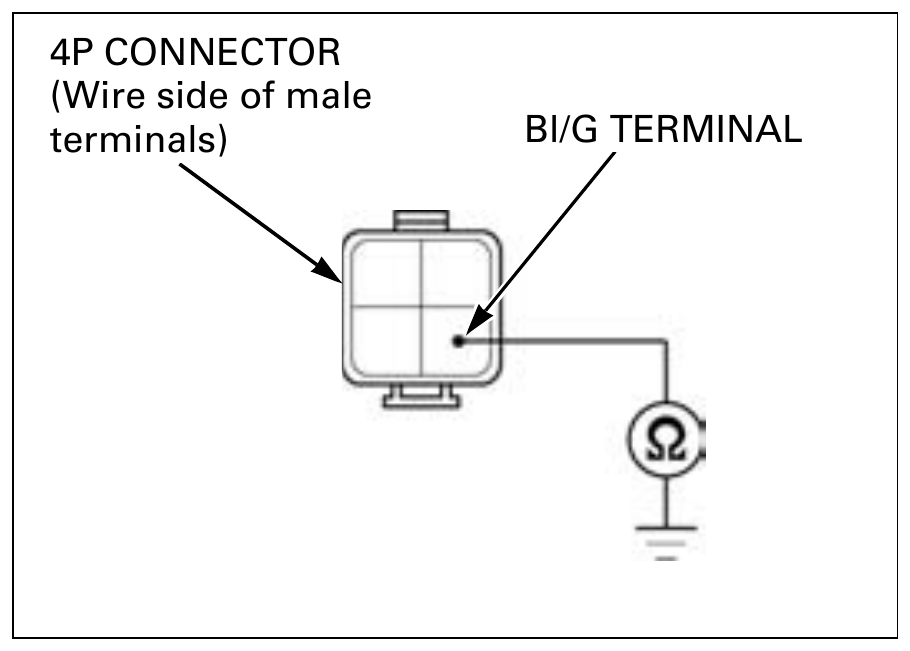 4P CONNECTOR
(Wire side of male
terminals)
Bl/G TERMINAL
Ω